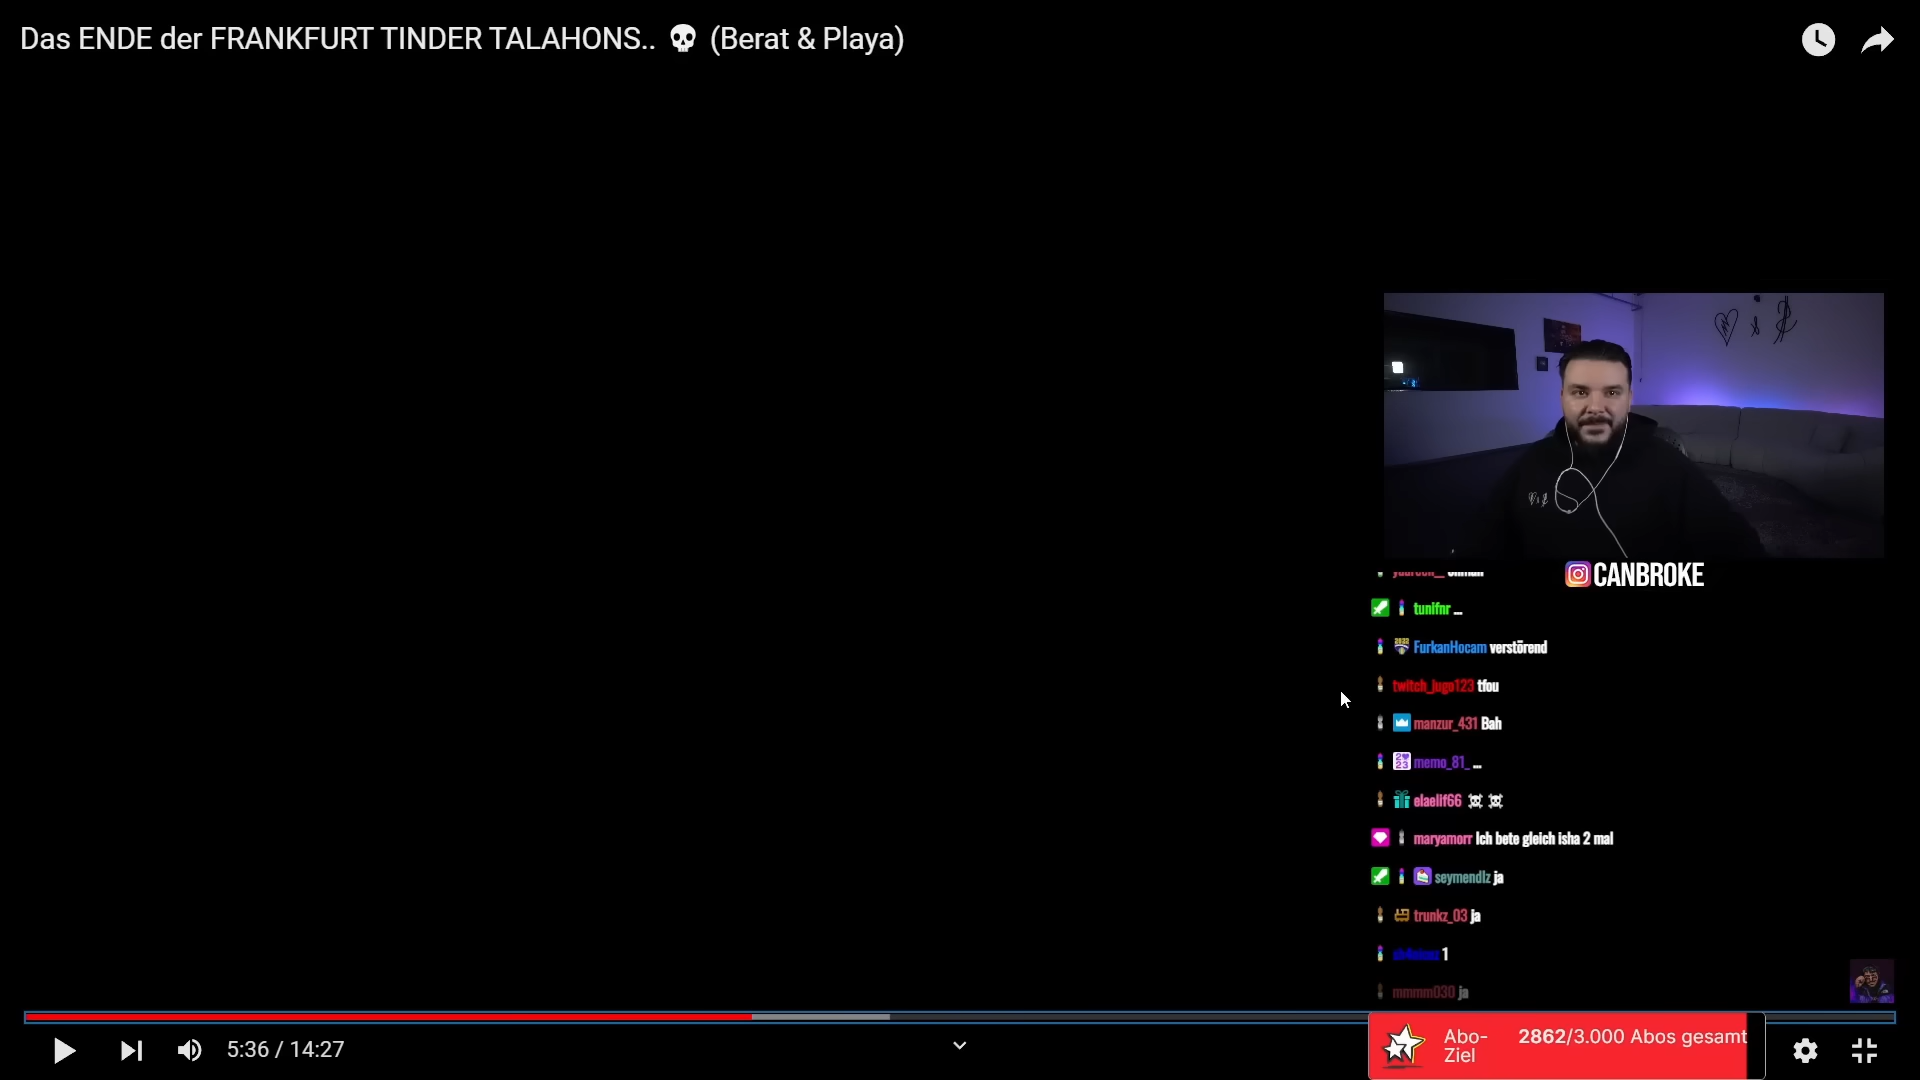 Das ENDE der FRANKFURT TINDER TALAHONS.. 💀 (Berat & Playa)
CANBROKE
tunifnr ...
FurkanHocam verstörend
twitch_jugo123 tfou
manzur_431 Bah
memo_81_ ...
elaelif66 ☠ ☠
maryamorr Ich bete gleich isha 2 mal
seymendlz ja
trunkz_03 ja
1
mmmm030 ja
Abo-Ziel 2862/3.000 Abos gesamt
5:36 / 14:27